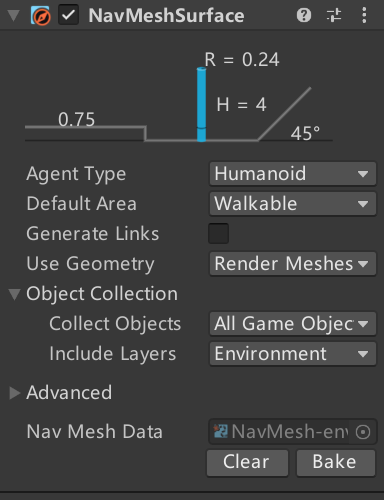 NavMeshSurface
R = 0.24
0.75
H = 4
45°
Agent Type Humanoid
Default Area Walkable
Generate Links
Use Geometry Render Meshes
Object Collection
Collect Objects All Game Objec
Include Layers Environment
Advanced
Nav Mesh Data NavMesh-env
Clear Bake